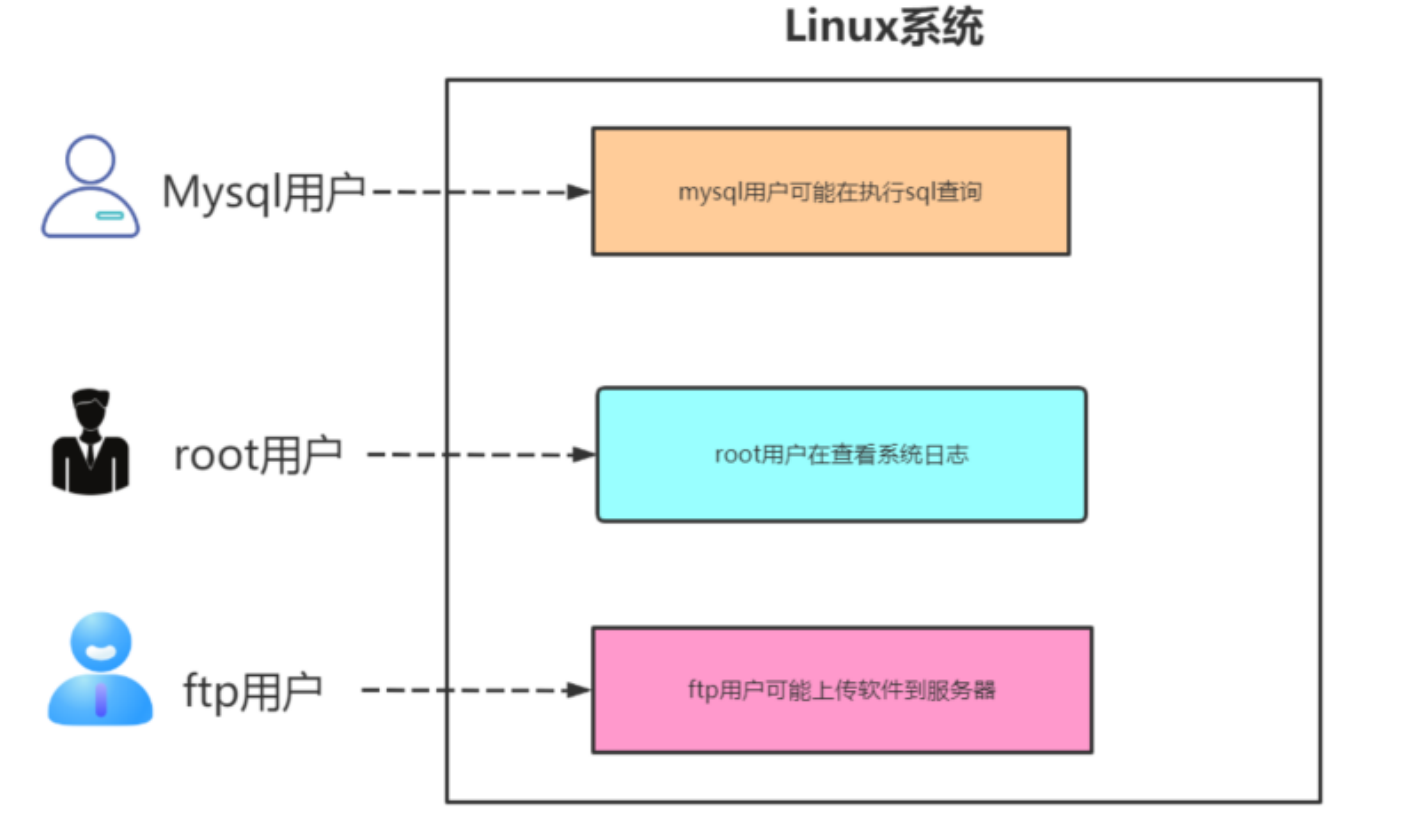 Linux系统
Mysql用户
mysql用户可能在执行sql查询
root用户
root用户在查看系统日志
ftp用户
ftp用户可能上传软件到服务器